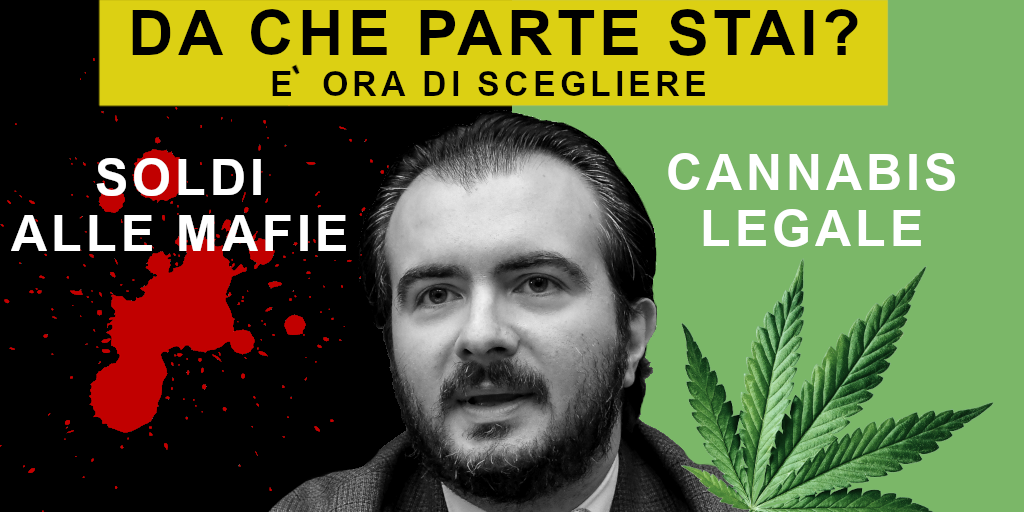 DA CHE PARTE STAI?
E` ORA DI SCEGLIERE
SOLDI
ALLE MAFIE
CANNABIS
LEGALE